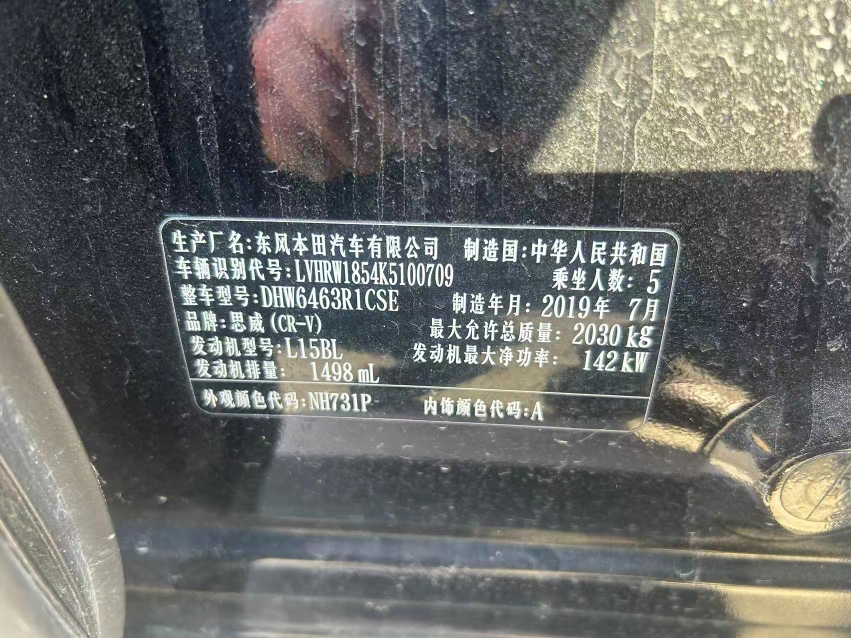 生产厂名:东风本田汽车有限公司 制造国:中华人民共和国
车辆识别代号:LVHRW1854K5100709 乘坐人数: 5
整车型号:DHW6463R1CSE 制造年月: 2019年 7月
品牌:思威(CR-V) 最大允许总质量: 2030 kg
发动机型号:L15BL 发动机最大净功率: 142 kW
发动机排量: 1498 mL
外观颜色代码:NH731P 内饰颜色代码:A